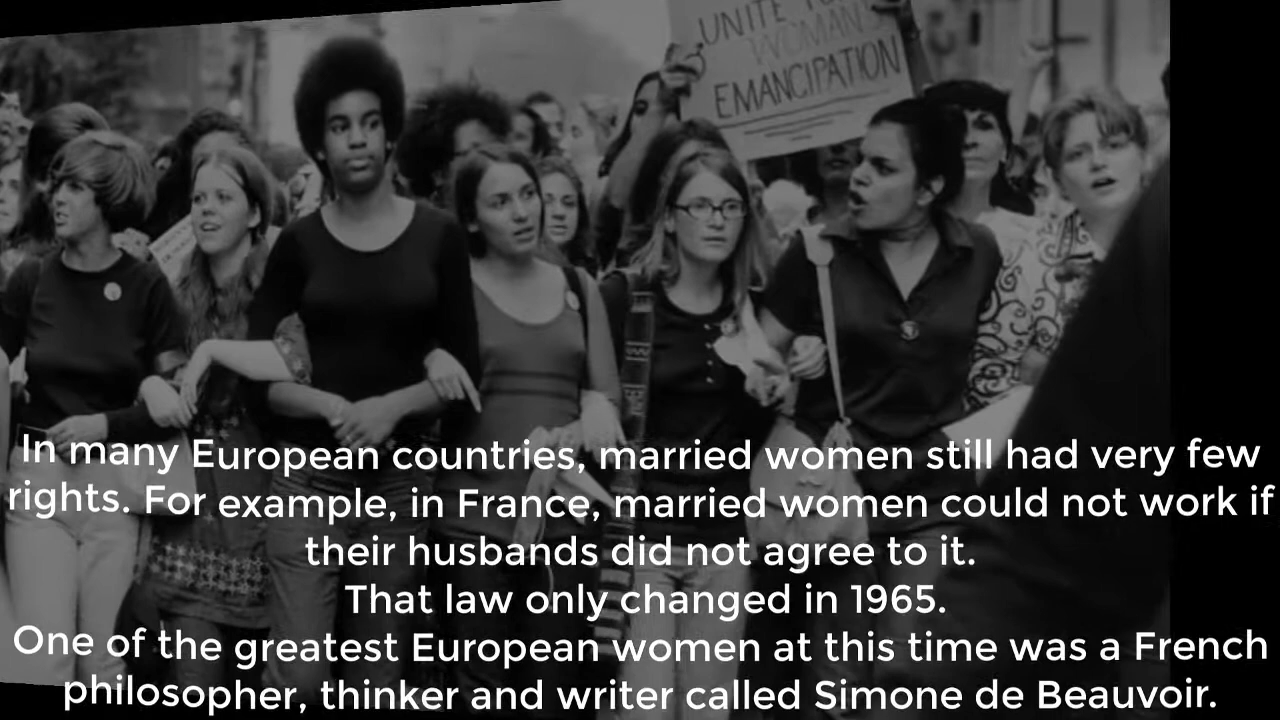 UNITE FOR
WOMAN'S
EMANCIPATION
In many European countries, married women still had very few
rights. For example, in France, married women could not work if
their husbands did not agree to it.
That law only changed in 1965.
One of the greatest European women at this time was a French
philosopher, thinker and writer called Simone de Beauvoir.